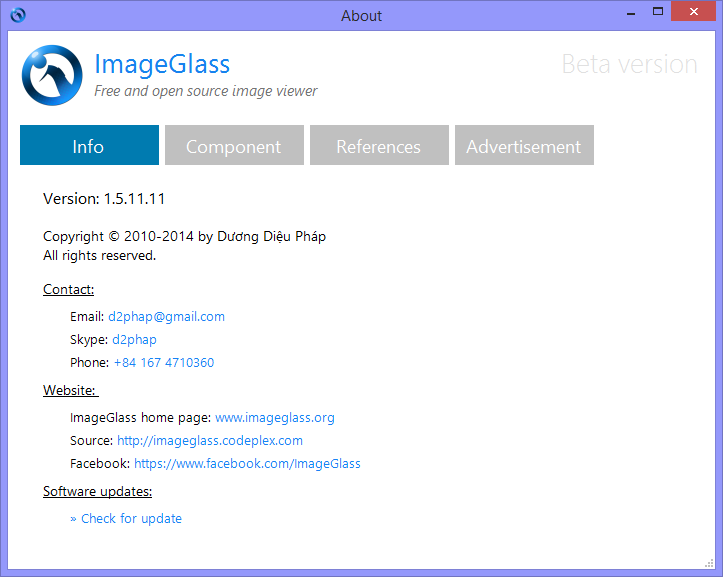 About
ImageGlass
Beta version
Free and open source image viewer
Info
Component
References
Advertisement
Version: 1.5.11.11
Copyright © 2010-2014 by Dương Diệu Pháp
All rights reserved.
Contact:
Email: d2phap@gmail.com
Skype: d2phap
Phone: +84 167 4710360
Website:
ImageGlass home page: www.imageglass.org
Source: http://imageglass.codeplex.com
Facebook: https://www.facebook.com/ImageGlass
Software updates:
» Check for update